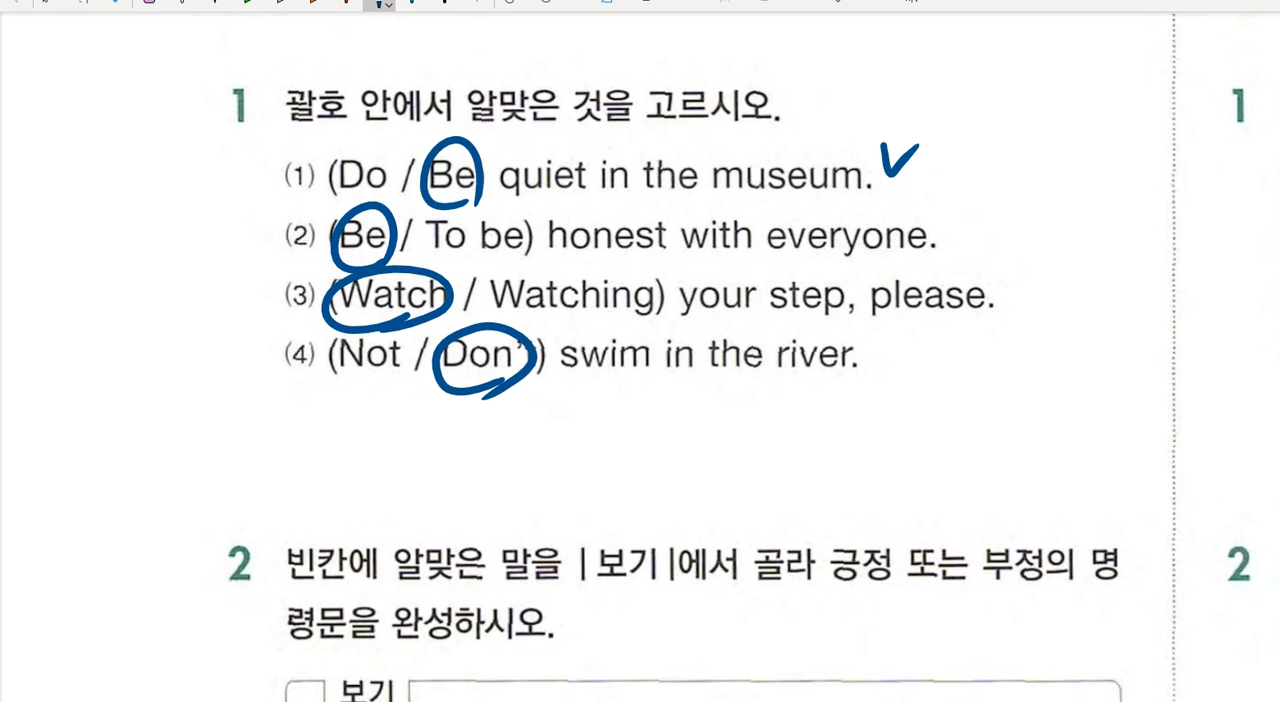 1 괄호 안에서 알맞은 것을 고르시오. 1
(1) (Do / Be) quiet in the museum.
(2) (Be / To be) honest with everyone.
(3) (Watch / Watching) your step, please.
(4) (Not / Don't) swim in the river.
2 빈칸에 알맞은 말을 | 보기 |에서 골라 긍정 또는 부정의 명 2
령문을 완성하시오.
보기